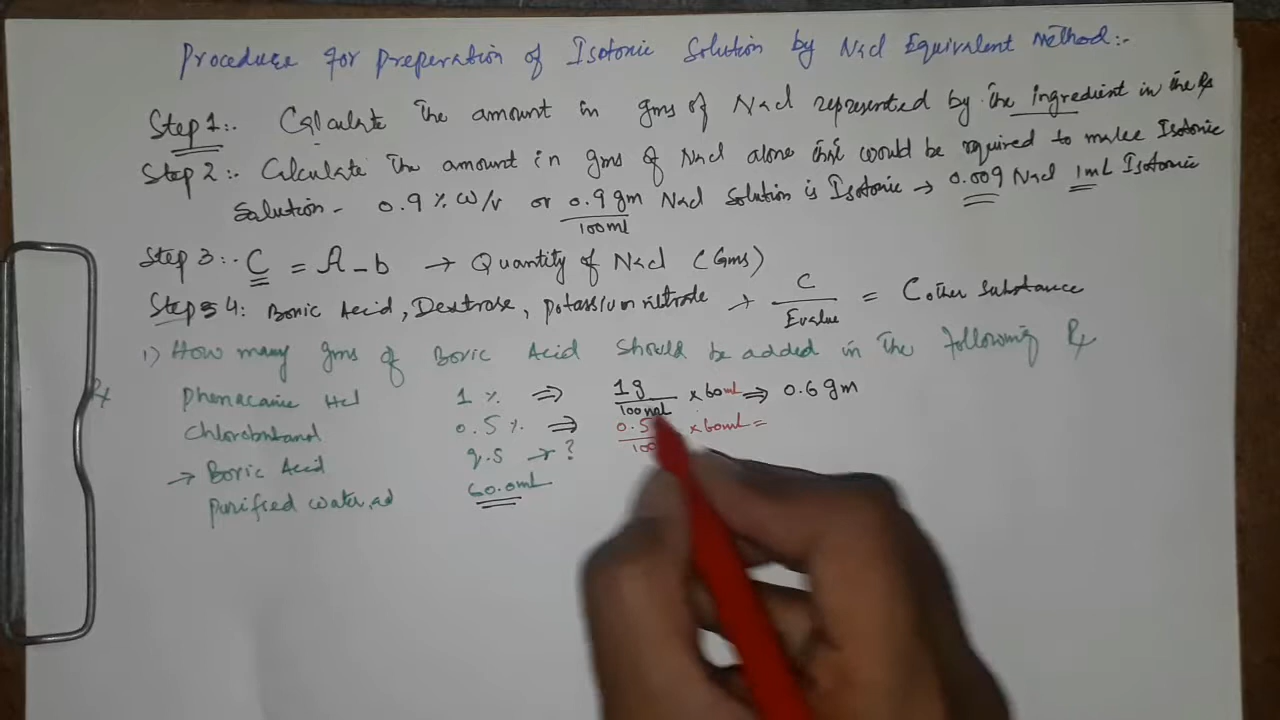 Procedure for Preperation of Isotonic Solution by Nacl Equivalent Method:-
Step 1:- Calculate The amount in gms of Nacl represented by the ingredient in the Rx
Step 2:- Calculate The amount in gms of Nacl alone that would be required to make Isotonic
Solution - 0.9 % w/v or 0.9 gm/100ml Nacl Solution is Isotonic → 0.009 Nacl 1mL Isotonic
Step 3:- C = A - b → Quantity of Nacl (Gms)
Step 4: Boric Acid, Dextrose, potassium nitrate → C/Evalue = C other Substance
1) How many gms of Boric Acid Should be added in The following Rx
Rx Phenacaine Hcl 1 % ⇒ 1g/100ml × 60mL ⇒ 0.6 gm
Chlorobutanol 0.5 % ⇒ 0.5/100 × 60mL =
→ Boric Acid q.s → ?
Purified water, ad 60.0mL